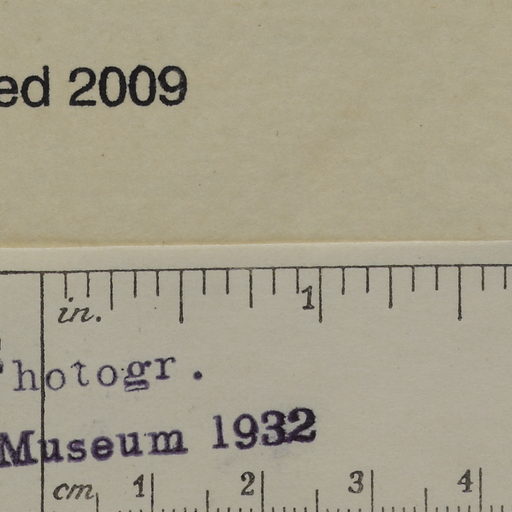 ed 2009
in. 1
hotogr.
Museum 1932
cm 1 2 3 4